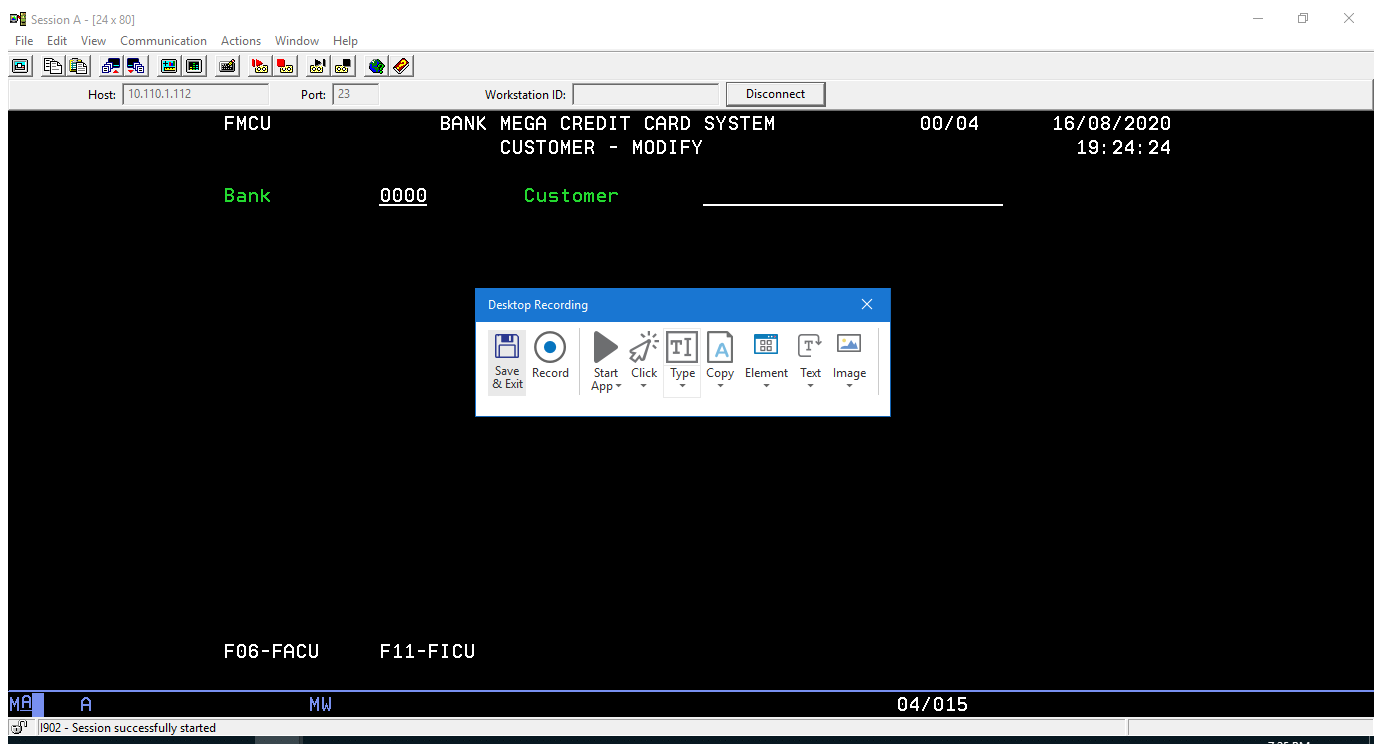 Session A - [24 x 80]
File Edit View Communication Actions Window Help
Host: 10.110.1.112 Port: 23 Workstation ID: Disconnect
FMCU BANK MEGA CREDIT CARD SYSTEM 00/04 16/08/2020
CUSTOMER - MODIFY 19:24:24
Bank 0000 Customer
Desktop Recording
Save & Exit
Record
Start App
Click
Type
Copy
Element
Text
Image
F06-FACU F11-FICU
MA A MW 04/015
I902 - Session successfully started